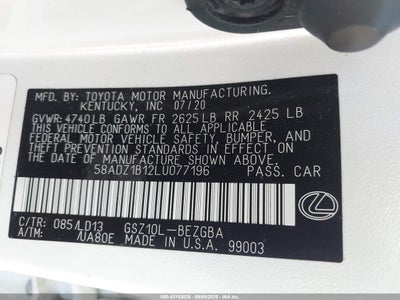 MFD. BY: TOYOTA MOTOR MANUFACTURING,
KENTUCKY, INC 07/20
GVWR: 4740LB GAWR FR 2625LB RR 2425 LB
THIS VEHICLE CONFORMS TO ALL APPLICABLE
FEDERAL MOTOR VEHICLE SAFETY, BUMPER, AND
THEFT PREVENTION STANDARDS IN EFFECT ON
THE DATE OF MANUFACTURE SHOWN ABOVE.
58ADZ1B12LU077196 PASS. CAR
C/TR: 085/LD13 GSZ10L-BEZGBA
A/TM: /UA80E MADE IN U.S.A. 99003